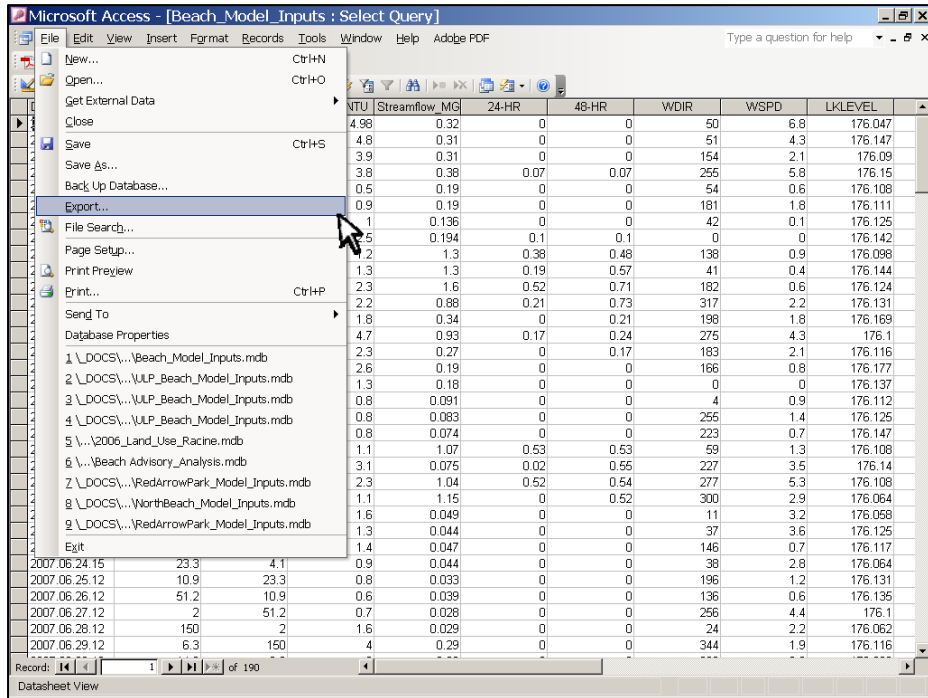 Microsoft Access - [Beach_Model_Inputs : Select Query]
File Edit View Insert Format Records Tools Window Help Adobe PDF Type a question for help
New... Ctrl+N
Open... Ctrl+O
Get External Data
Close
Save Ctrl+S
Save As...
Back Up Database...
Export...
File Search...
Page Setup...
Print Preview
Print... Ctrl+P
Send To
Database Properties
1 \_DOCS\...\Beach_Model_Inputs.mdb
2 \_DOCS\...\ULP_Beach_Model_Inputs.mdb
3 \_DOCS\...\ULP_Beach_Model_Inputs.mdb
4 \_DOCS\...\ULP_Beach_Model_Inputs.mdb
5 \...\2006_Land_Use_Racine.mdb
6 \...\Beach Advisory_Analysis.mdb
7 \_DOCS\...\RedArrowPark_Model_Inputs.mdb
8 \_DOCS\...\NorthBeach_Model_Inputs.mdb
9 \_DOCS\...\RedArrowPark_Model_Inputs.mdb
Exit
NTU Streamflow_MG 24-HR 48-HR WDIR WSPD LKLEVEL
4.98 0.32 0 0 50 6.8 176.047
4.8 0.31 0 0 51 4.3 176.147
3.9 0.31 0 0 154 2.1 176.09
3.8 0.38 0.07 0.07 255 5.8 176.15
0.5 0.19 0 0 54 0.6 176.108
0.9 0.19 0 0 181 1.8 176.111
1 0.136 0 0 42 0.1 176.125
.5 0.194 0.1 0.1 0 0 176.142
1.2 1.3 0.38 0.48 138 0.9 176.098
1.3 1.3 0.19 0.57 41 0.4 176.144
2.3 1.6 0.52 0.71 182 0.6 176.124
2.2 0.88 0.21 0.73 317 2.2 176.131
1.8 0.34 0 0.21 198 1.8 176.169
4.7 0.93 0.17 0.24 275 4.3 176.1
2.3 0.27 0 0.17 183 2.1 176.116
2.6 0.19 0 0 166 0.8 176.177
1.3 0.18 0 0 0 0 176.137
0.8 0.091 0 0 4 0.9 176.112
0.8 0.083 0 0 255 1.4 176.125
0.8 0.074 0 0 223 0.7 176.147
1.1 1.07 0.53 0.53 59 1.3 176.108
3.1 0.075 0.02 0.55 227 3.5 176.14
2.3 1.04 0.52 0.54 277 5.3 176.108
1.1 1.15 0 0.52 300 2.9 176.064
1.6 0.049 0 0 11 3.2 176.058
1.3 0.044 0 0 37 3.6 176.125
1.4 0.047 0 0 146 0.7 176.117
2007.06.24.15 23.3 4.1 0.9 0.044 0 0 38 2.8 176.064
2007.06.25.12 10.9 23.3 0.8 0.033 0 0 196 1.2 176.131
2007.06.26.12 51.2 10.9 0.6 0.039 0 0 136 0.6 176.135
2007.06.27.12 2 51.2 0.7 0.028 0 0 256 4.4 176.1
2007.06.28.12 150 2 1.6 0.029 0 0 24 2.2 176.062
2007.06.29.12 6.3 150 4 0.29 0 0 344 1.9 176.116
Record: 1 of 190
Datasheet View